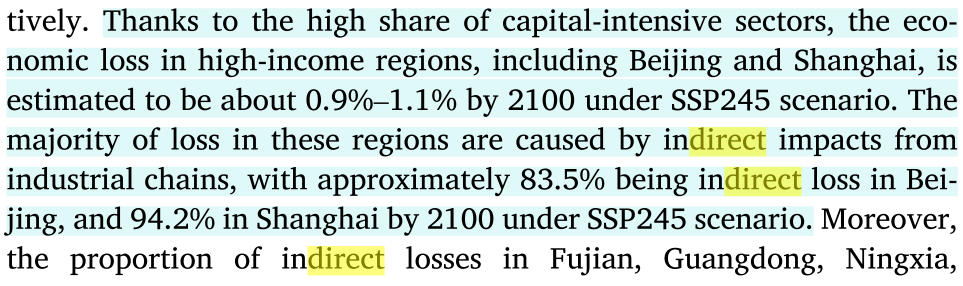 tively. Thanks to the high share of capital-intensive sectors, the eco-
nomic loss in high-income regions, including Beijing and Shanghai, is
estimated to be about 0.9%–1.1% by 2100 under SSP245 scenario. The
majority of loss in these regions are caused by indirect impacts from
industrial chains, with approximately 83.5% being indirect loss in Bei-
jing, and 94.2% in Shanghai by 2100 under SSP245 scenario. Moreover,
the proportion of indirect losses in Fujian, Guangdong, Ningxia,